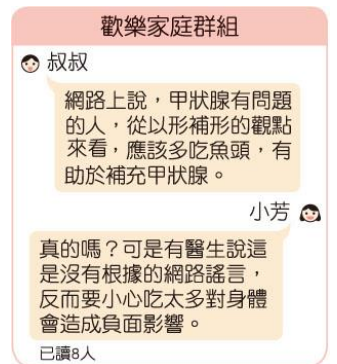 歡樂家庭群組
叔叔
網路上說，甲狀腺有問題
的人，從以形補形的觀點
來看，應該多吃魚頭，有
助於補充甲狀腺。
小芳
真的嗎？可是有醫生說這
是沒有根據的網路謠言，
反而要小心吃太多對身體
會造成負面影響。
已讀8人